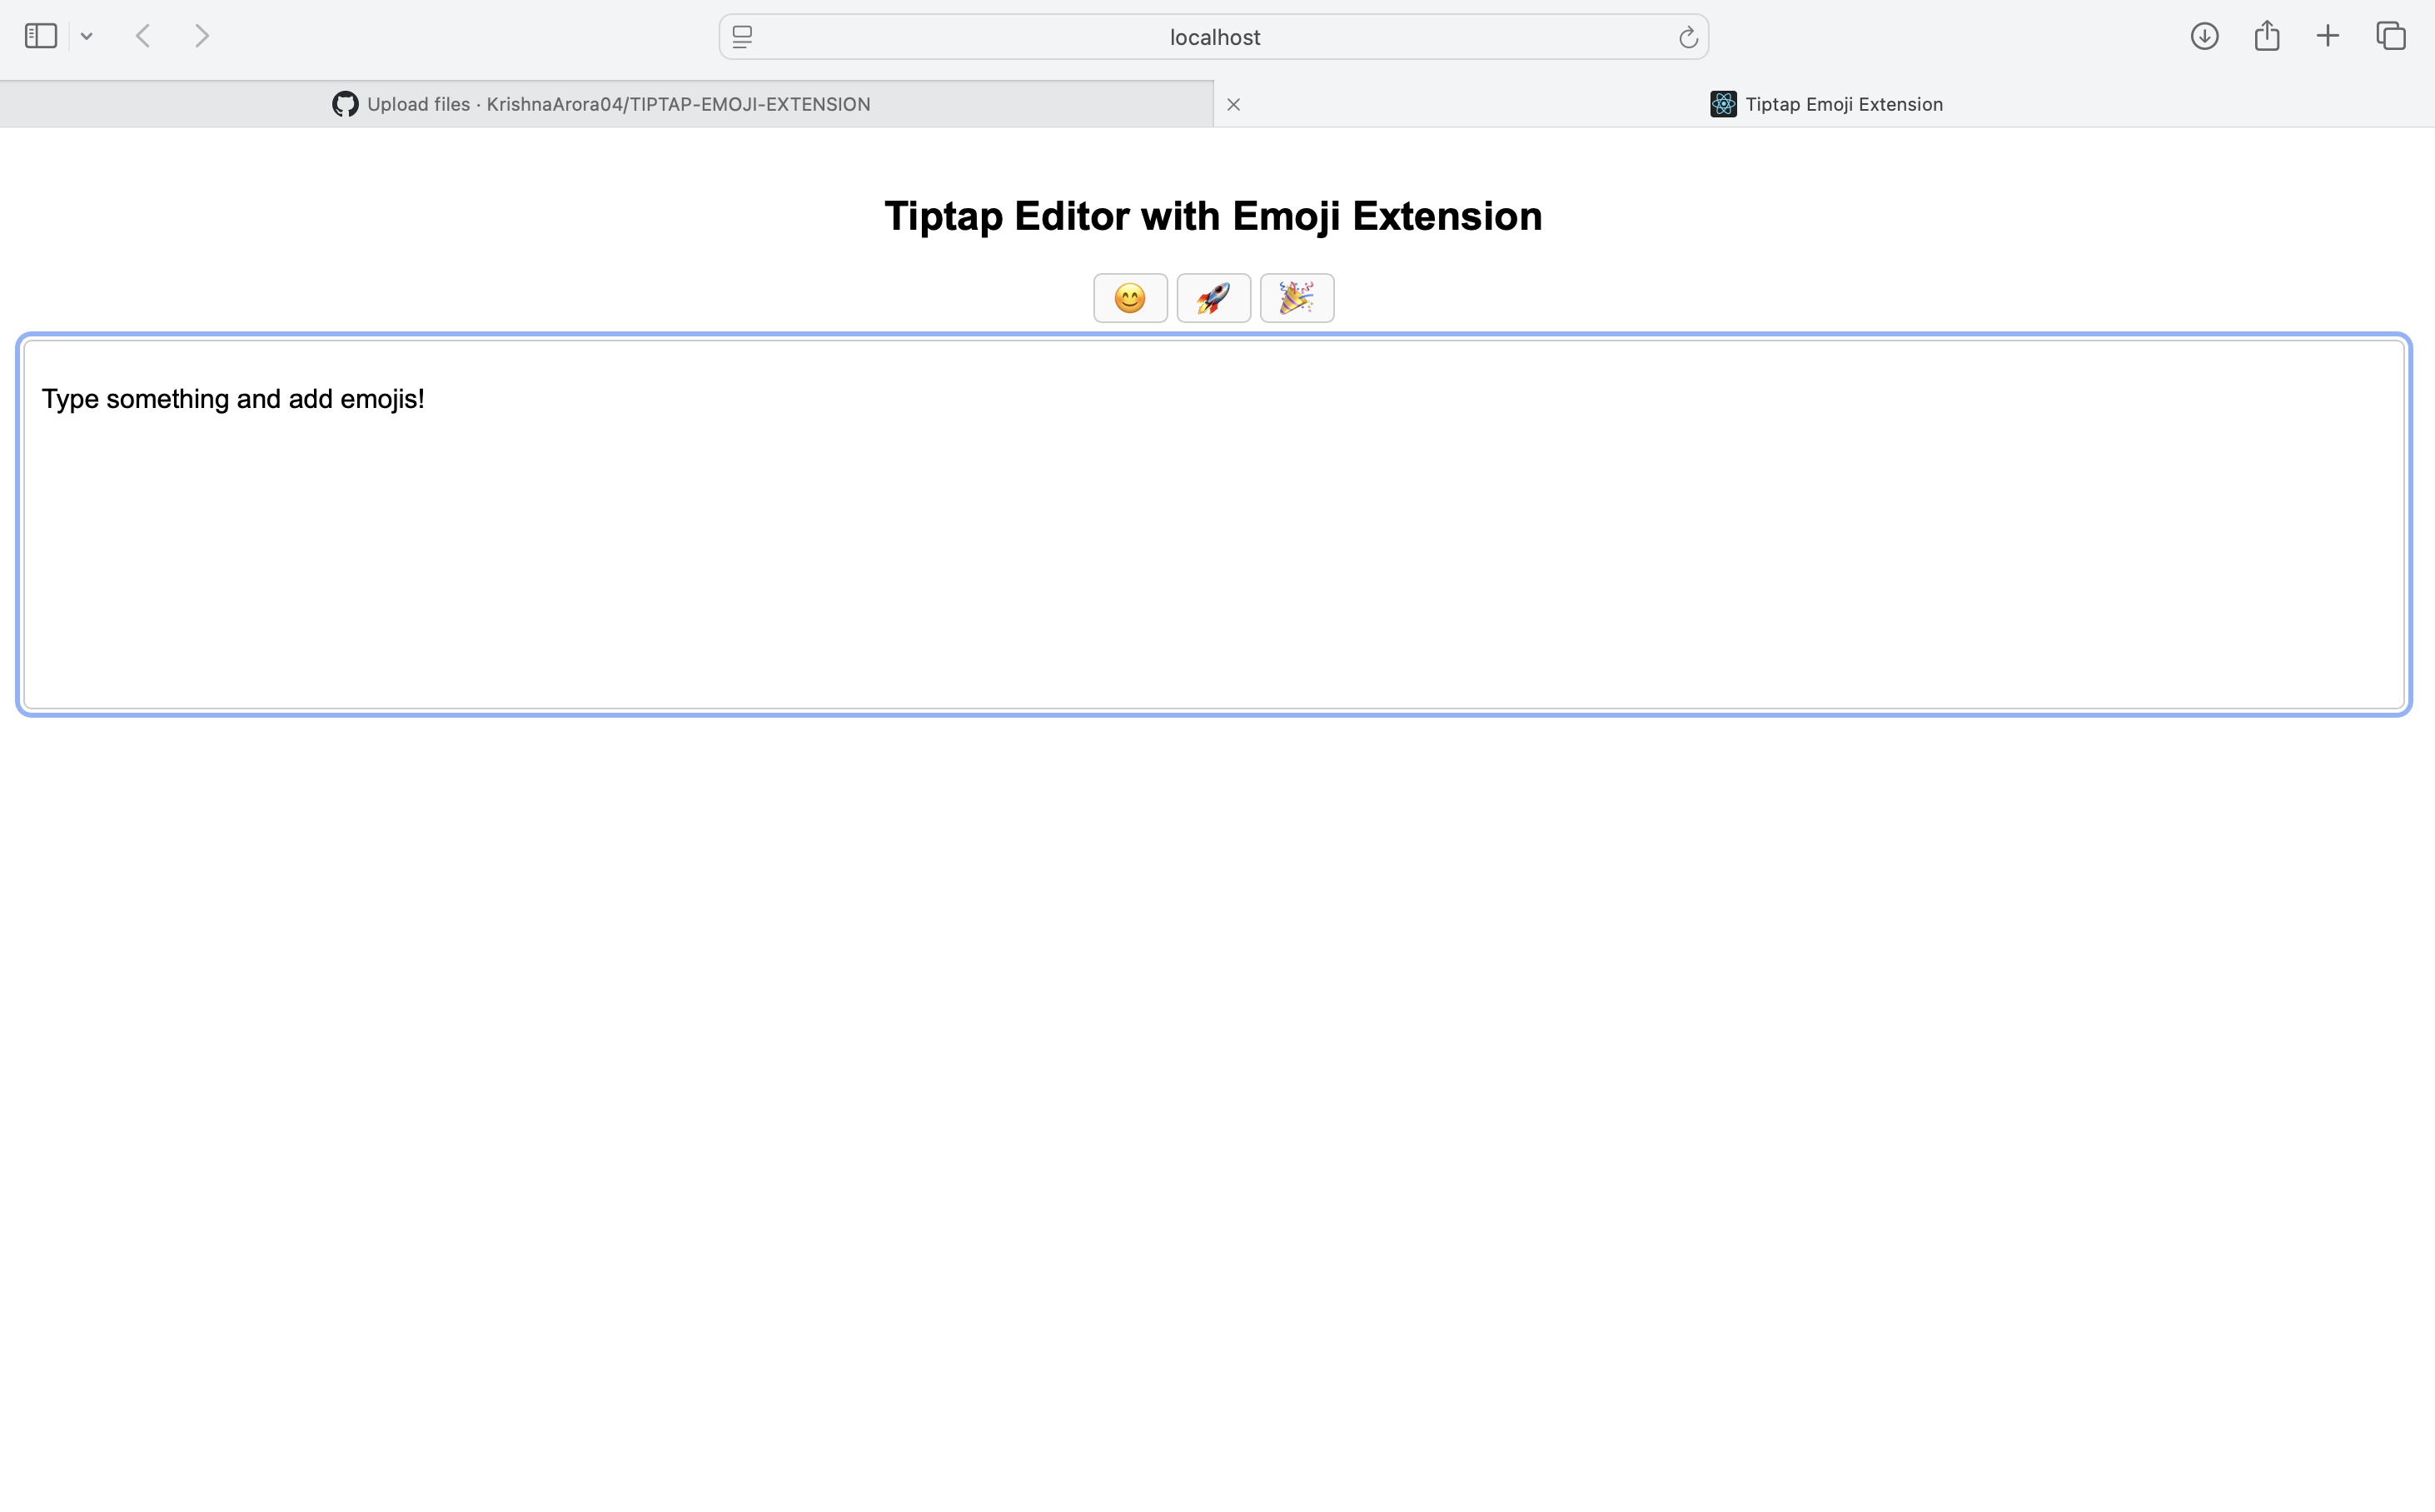 localhost
Upload files · KrishnaArora04/TIPTAP-EMOJI-EXTENSION
Tiptap Emoji Extension
Tiptap Editor with Emoji Extension
😊 🚀 🎉
Type something and add emojis!